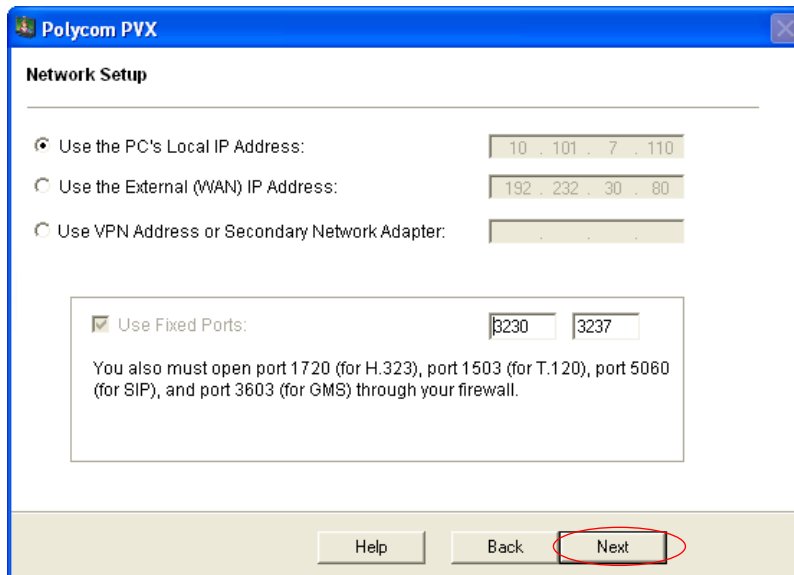 Polycom PVX
Network Setup
Use the PC's Local IP Address: 10 . 101 . 7 . 110
Use the External (WAN) IP Address: 192 . 232 . 30 . 80
Use VPN Address or Secondary Network Adapter: . . .
Use Fixed Ports: 3230 3237
You also must open port 1720 (for H.323), port 1503 (for T.120), port 5060
(for SIP), and port 3603 (for GMS) through your firewall.
Help Back Next